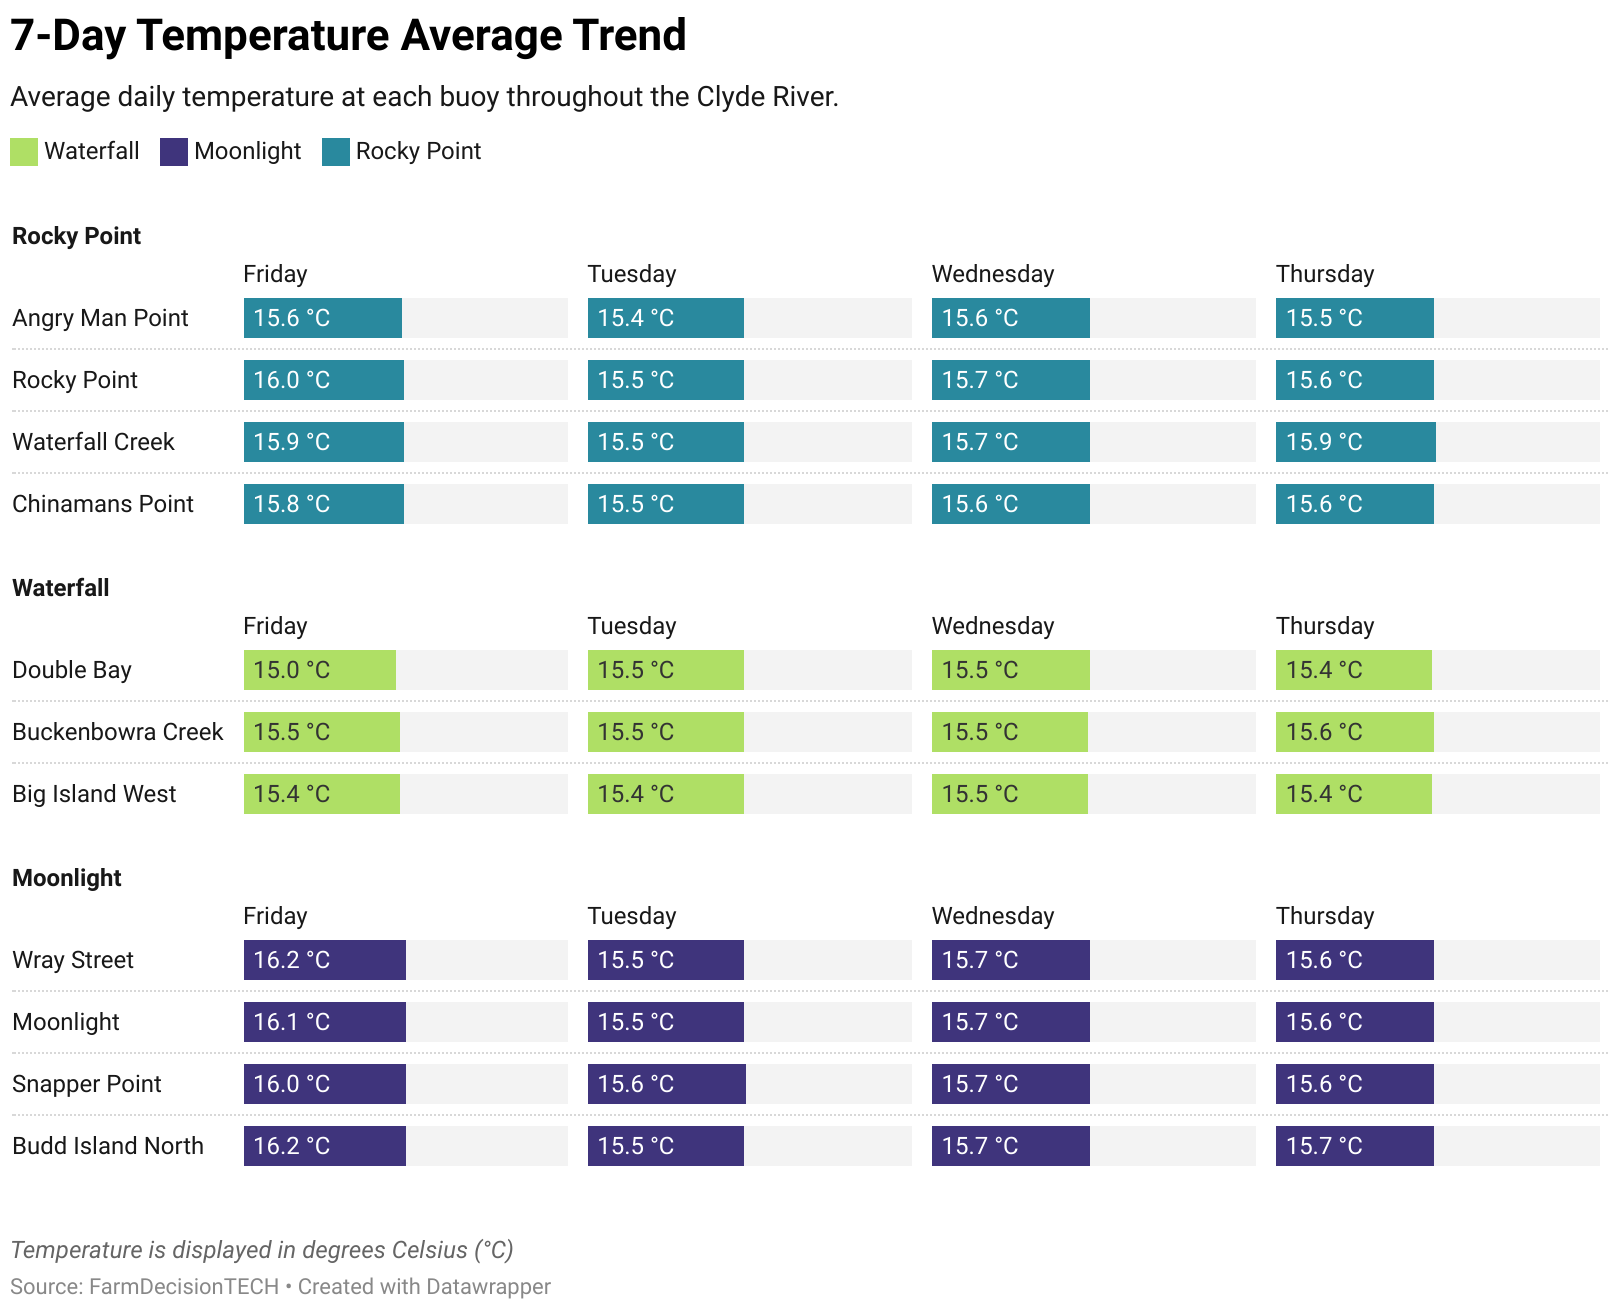 7-Day Temperature Average Trend
Average daily temperature at each buoy throughout the Clyde River.
Waterfall Moonlight Rocky Point
Rocky Point
Friday Tuesday Wednesday Thursday
Angry Man Point 15.6 °C 15.4 °C 15.6 °C 15.5 °C
Rocky Point 16.0 °C 15.5 °C 15.7 °C 15.6 °C
Waterfall Creek 15.9 °C 15.5 °C 15.7 °C 15.9 °C
Chinamans Point 15.8 °C 15.5 °C 15.6 °C 15.6 °C
Waterfall
Friday Tuesday Wednesday Thursday
Double Bay 15.0 °C 15.5 °C 15.5 °C 15.4 °C
Buckenbowra Creek 15.5 °C 15.5 °C 15.5 °C 15.6 °C
Big Island West 15.4 °C 15.4 °C 15.5 °C 15.4 °C
Moonlight
Friday Tuesday Wednesday Thursday
Wray Street 16.2 °C 15.5 °C 15.7 °C 15.6 °C
Moonlight 16.1 °C 15.5 °C 15.7 °C 15.6 °C
Snapper Point 16.0 °C 15.6 °C 15.7 °C 15.6 °C
Budd Island North 16.2 °C 15.5 °C 15.7 °C 15.7 °C
Temperature is displayed in degrees Celsius (°C)
Source: FarmDecisionTECH • Created with Datawrapper